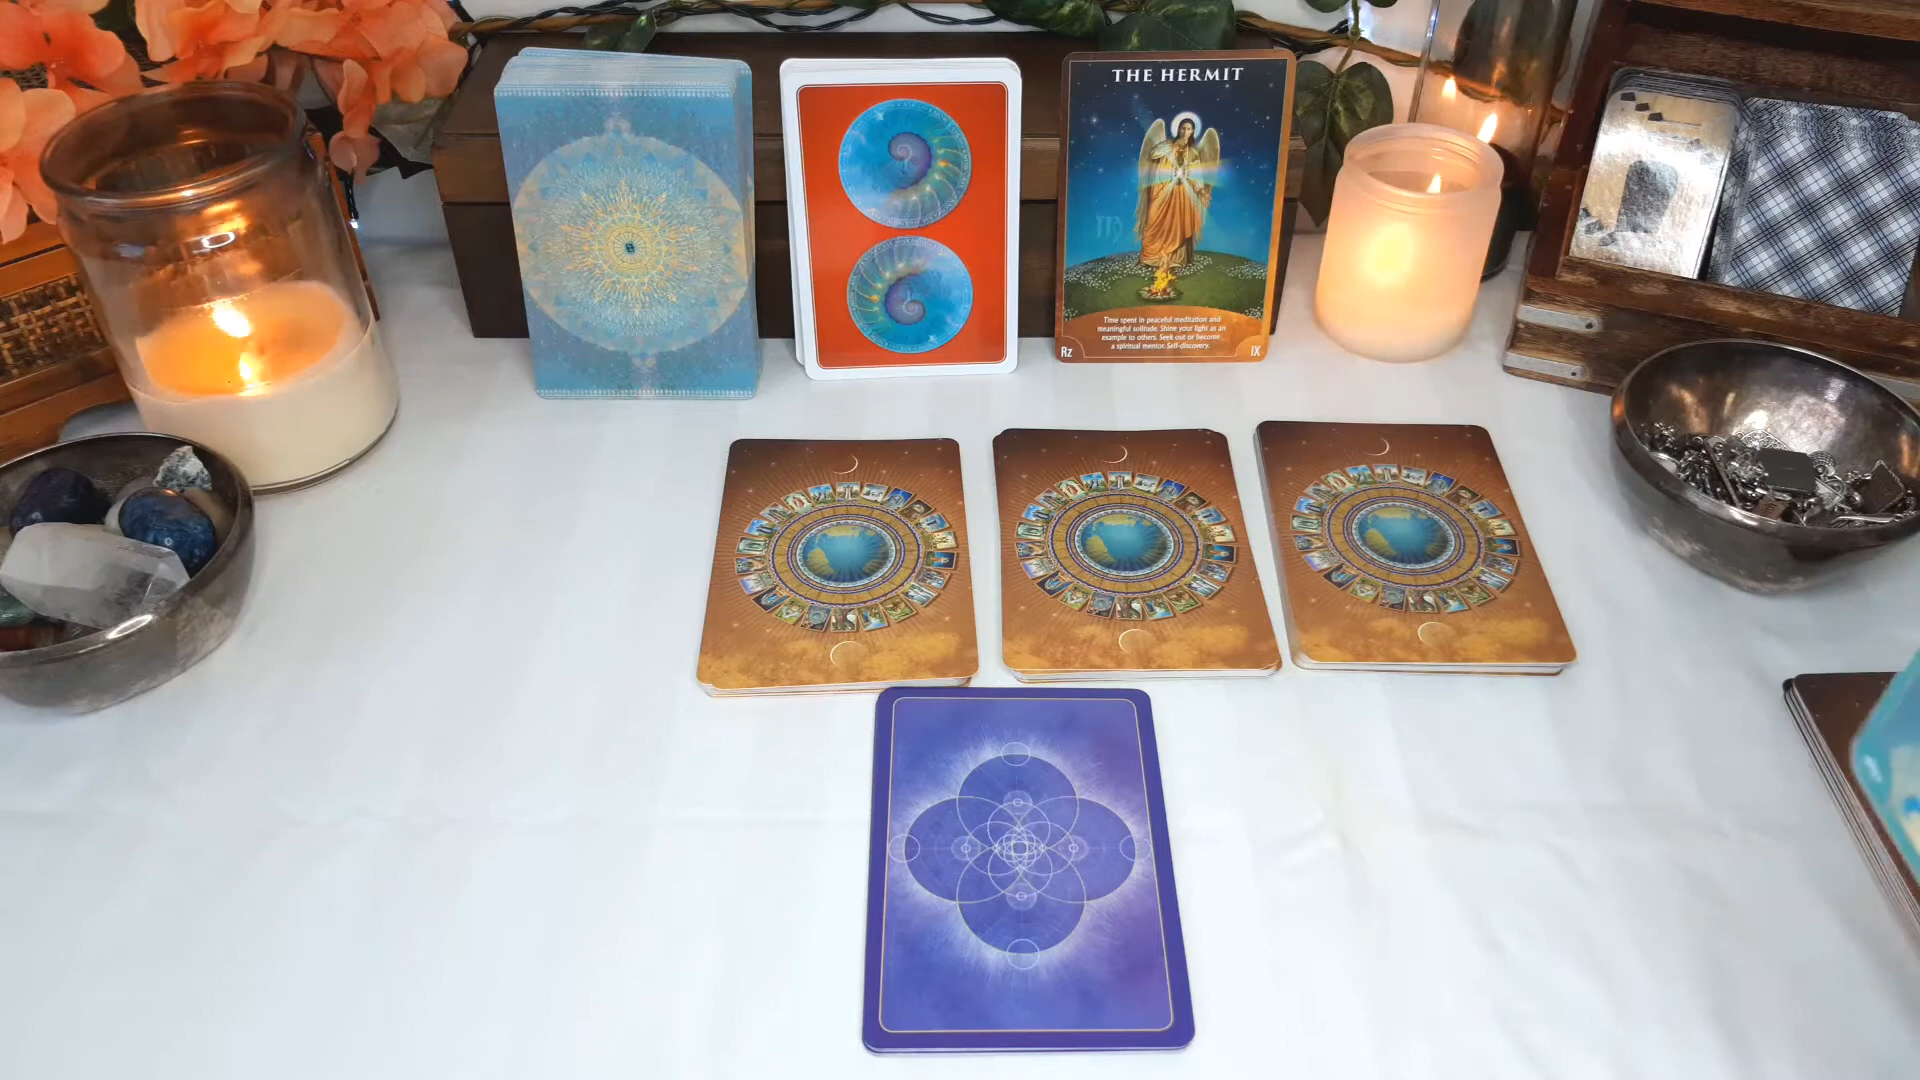 THE HERMIT
Time spent in peaceful meditation and
meaningful solitude. Shine your light as an
example to others. Seek out or become
a spiritual mentor. Self-discovery.
Rz
IX